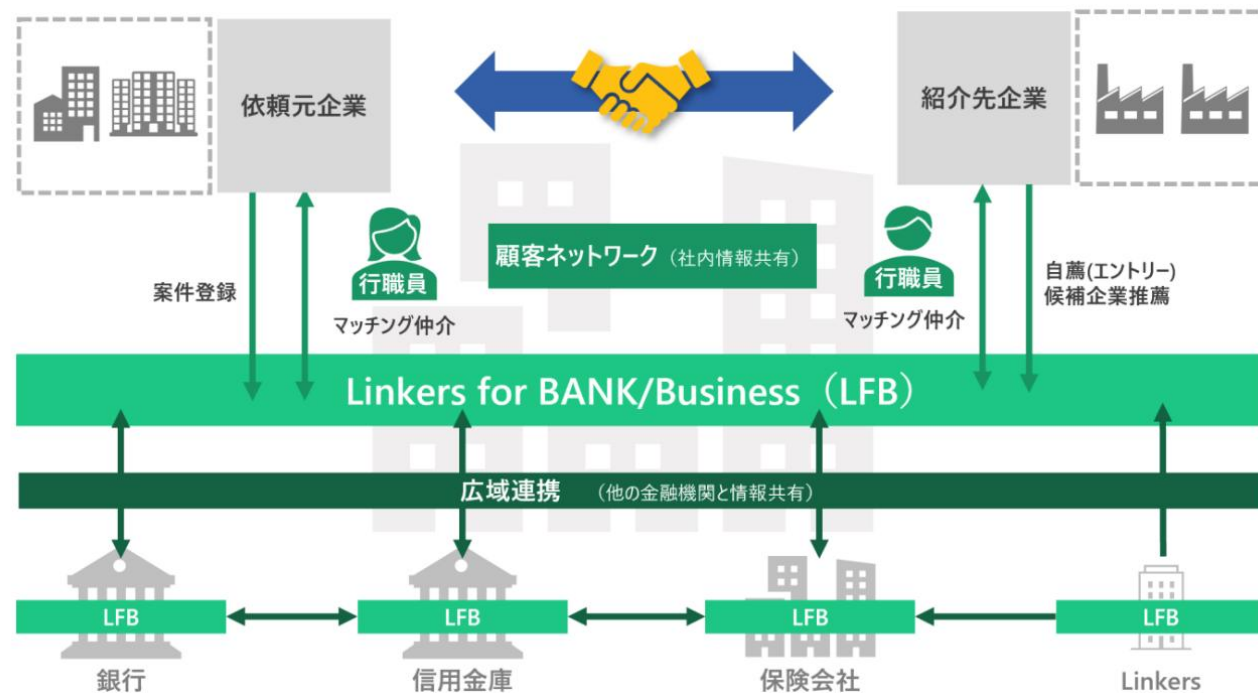 依頼元企業
紹介先企業
顧客ネットワーク（社内情報共有）
行職員
マッチング仲介
行職員
マッチング仲介
案件登録
自薦(エントリー)
候補企業推薦
Linkers for BANK/Business（LFB）
広域連携　（他の金融機関と情報共有）
LFB
LFB
LFB
LFB
銀行
信用金庫
保険会社
Linkers